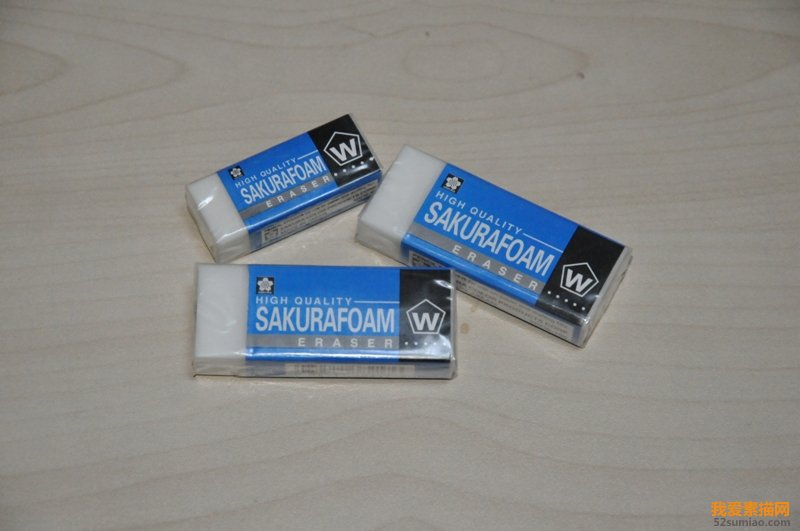 HIGH QUALITY
SAKURAFOAM
ERASER
W
HIGH QUALITY
SAKURAFOAM
ERASER
W
HIGH QUALITY
SAKURAFOAM
ERASER
W
我爱素描网
52sumiao.com